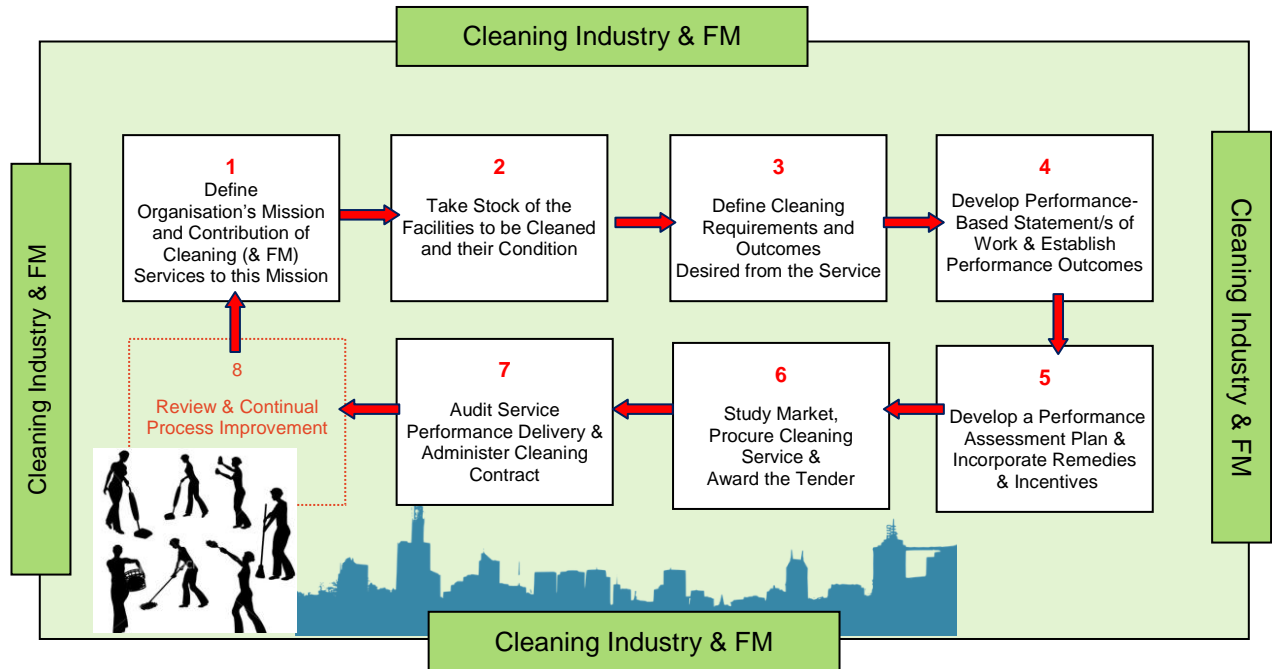 Cleaning Industry & FM
Cleaning Industry & FM
1
Define
Organisation's Mission
and Contribution of
Cleaning (& FM)
Services to this Mission
2
Take Stock of the
Facilities to be Cleaned
and their Condition
3
Define Cleaning
Requirements and
Outcomes
Desired from the Service
4
Develop Performance-
Based Statement/s of
Work & Establish
Performance Outcomes
Cleaning Industry & FM
5
Develop a Performance
Assessment Plan &
Incorporate Remedies
& Incentives
6
Study Market,
Procure Cleaning
Service &
Award the Tender
7
Audit Service
Performance Delivery &
Administer Cleaning
Contract
8
Review & Continual
Process Improvement
Cleaning Industry & FM